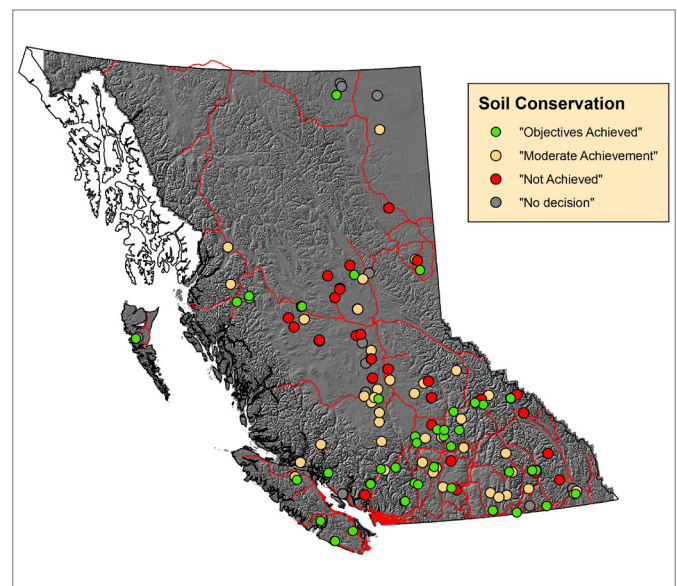 Soil Conservation
"Objectives Achieved"
"Moderate Achievement"
"Not Achieved"
"No decision"